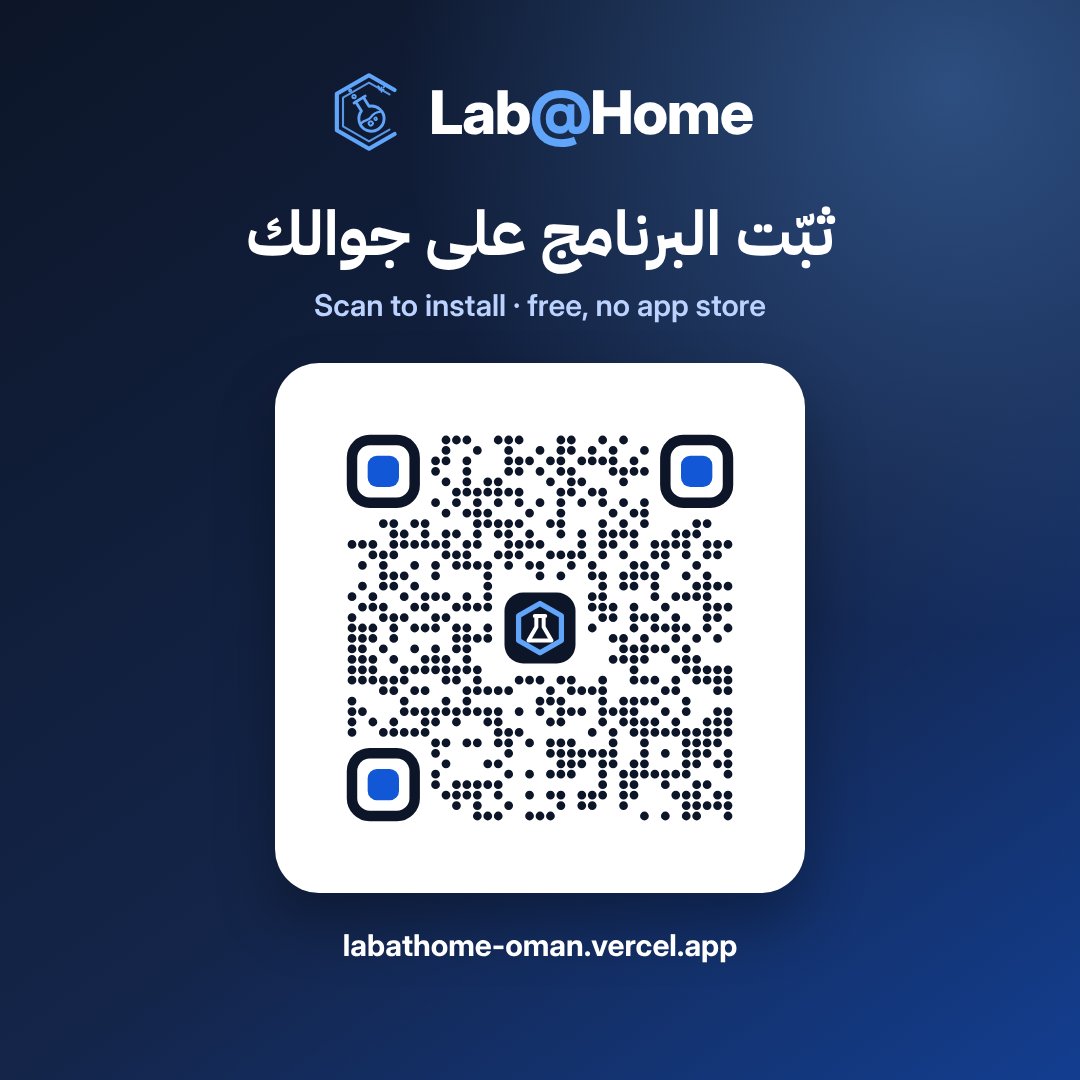 Lab@Home
ثبّت البرنامج على جوالك
Scan to install · free, no app store
labathome-oman.vercel.app